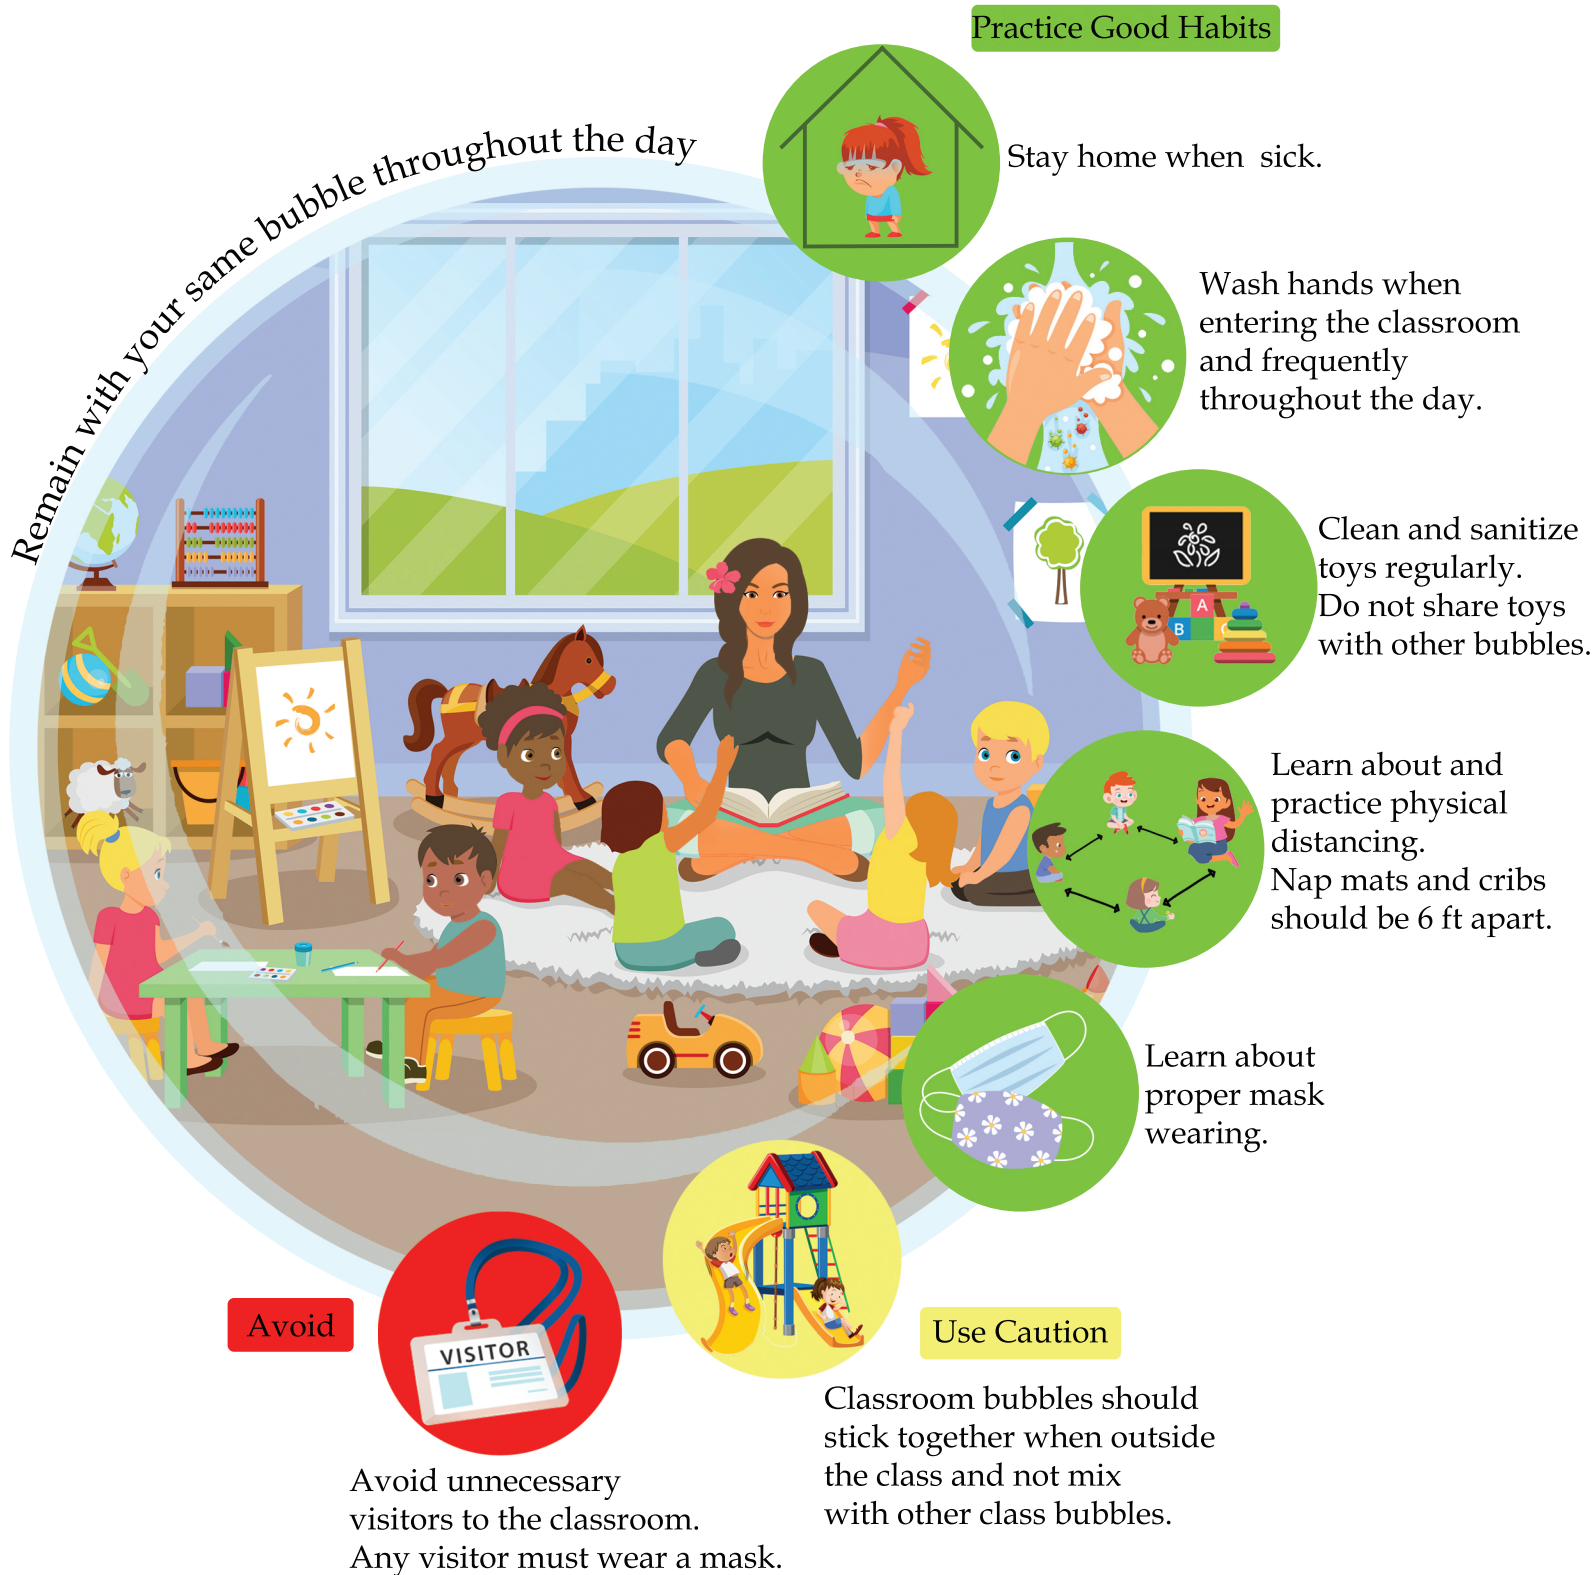 Practice Good Habits
Remain with your same bubble throughout the day
Stay home when sick.
Wash hands when
entering the classroom
and frequently
throughout the day.
Clean and sanitize
toys regularly.
Do not share toys
with other bubbles.
A
B
Learn about and
practice physical
distancing.
Nap mats and cribs
should be 6 ft apart.
Learn about
proper mask
wearing.
Use Caution
Classroom bubbles should
stick together when outside
the class and not mix
with other class bubbles.
Avoid
VISITOR
Avoid unnecessary
visitors to the classroom.
Any visitor must wear a mask.